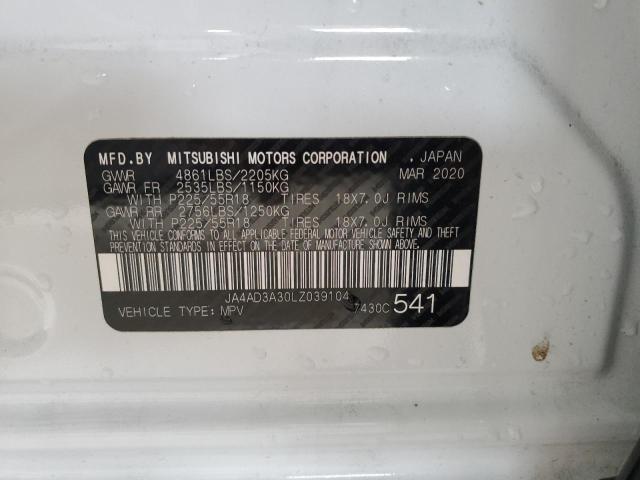 MFD.BY MITSUBISHI MOTORS CORPORATION . JAPAN
GVWR 4861LBS/2205KG MAR 2020
GAWR FR 2535LBS/1150KG
WITH P225/55R18 TIRES 18X7.0J RIMS
GAWR RR 2756LBS/1250KG
WITH P225/55R18 TIRES 18X7.0J RIMS
THIS VEHICLE CONFORMS TO ALL APPLICABLE FEDERAL MOTOR VEHICLE SAFETY AND THEFT
PREVENTION STANDARDS IN EFFECT ON THE DATE OF MANUFACTURE SHOWN ABOVE.
JA4AD3A30LZ039104
VEHICLE TYPE: MPV 7430C 541